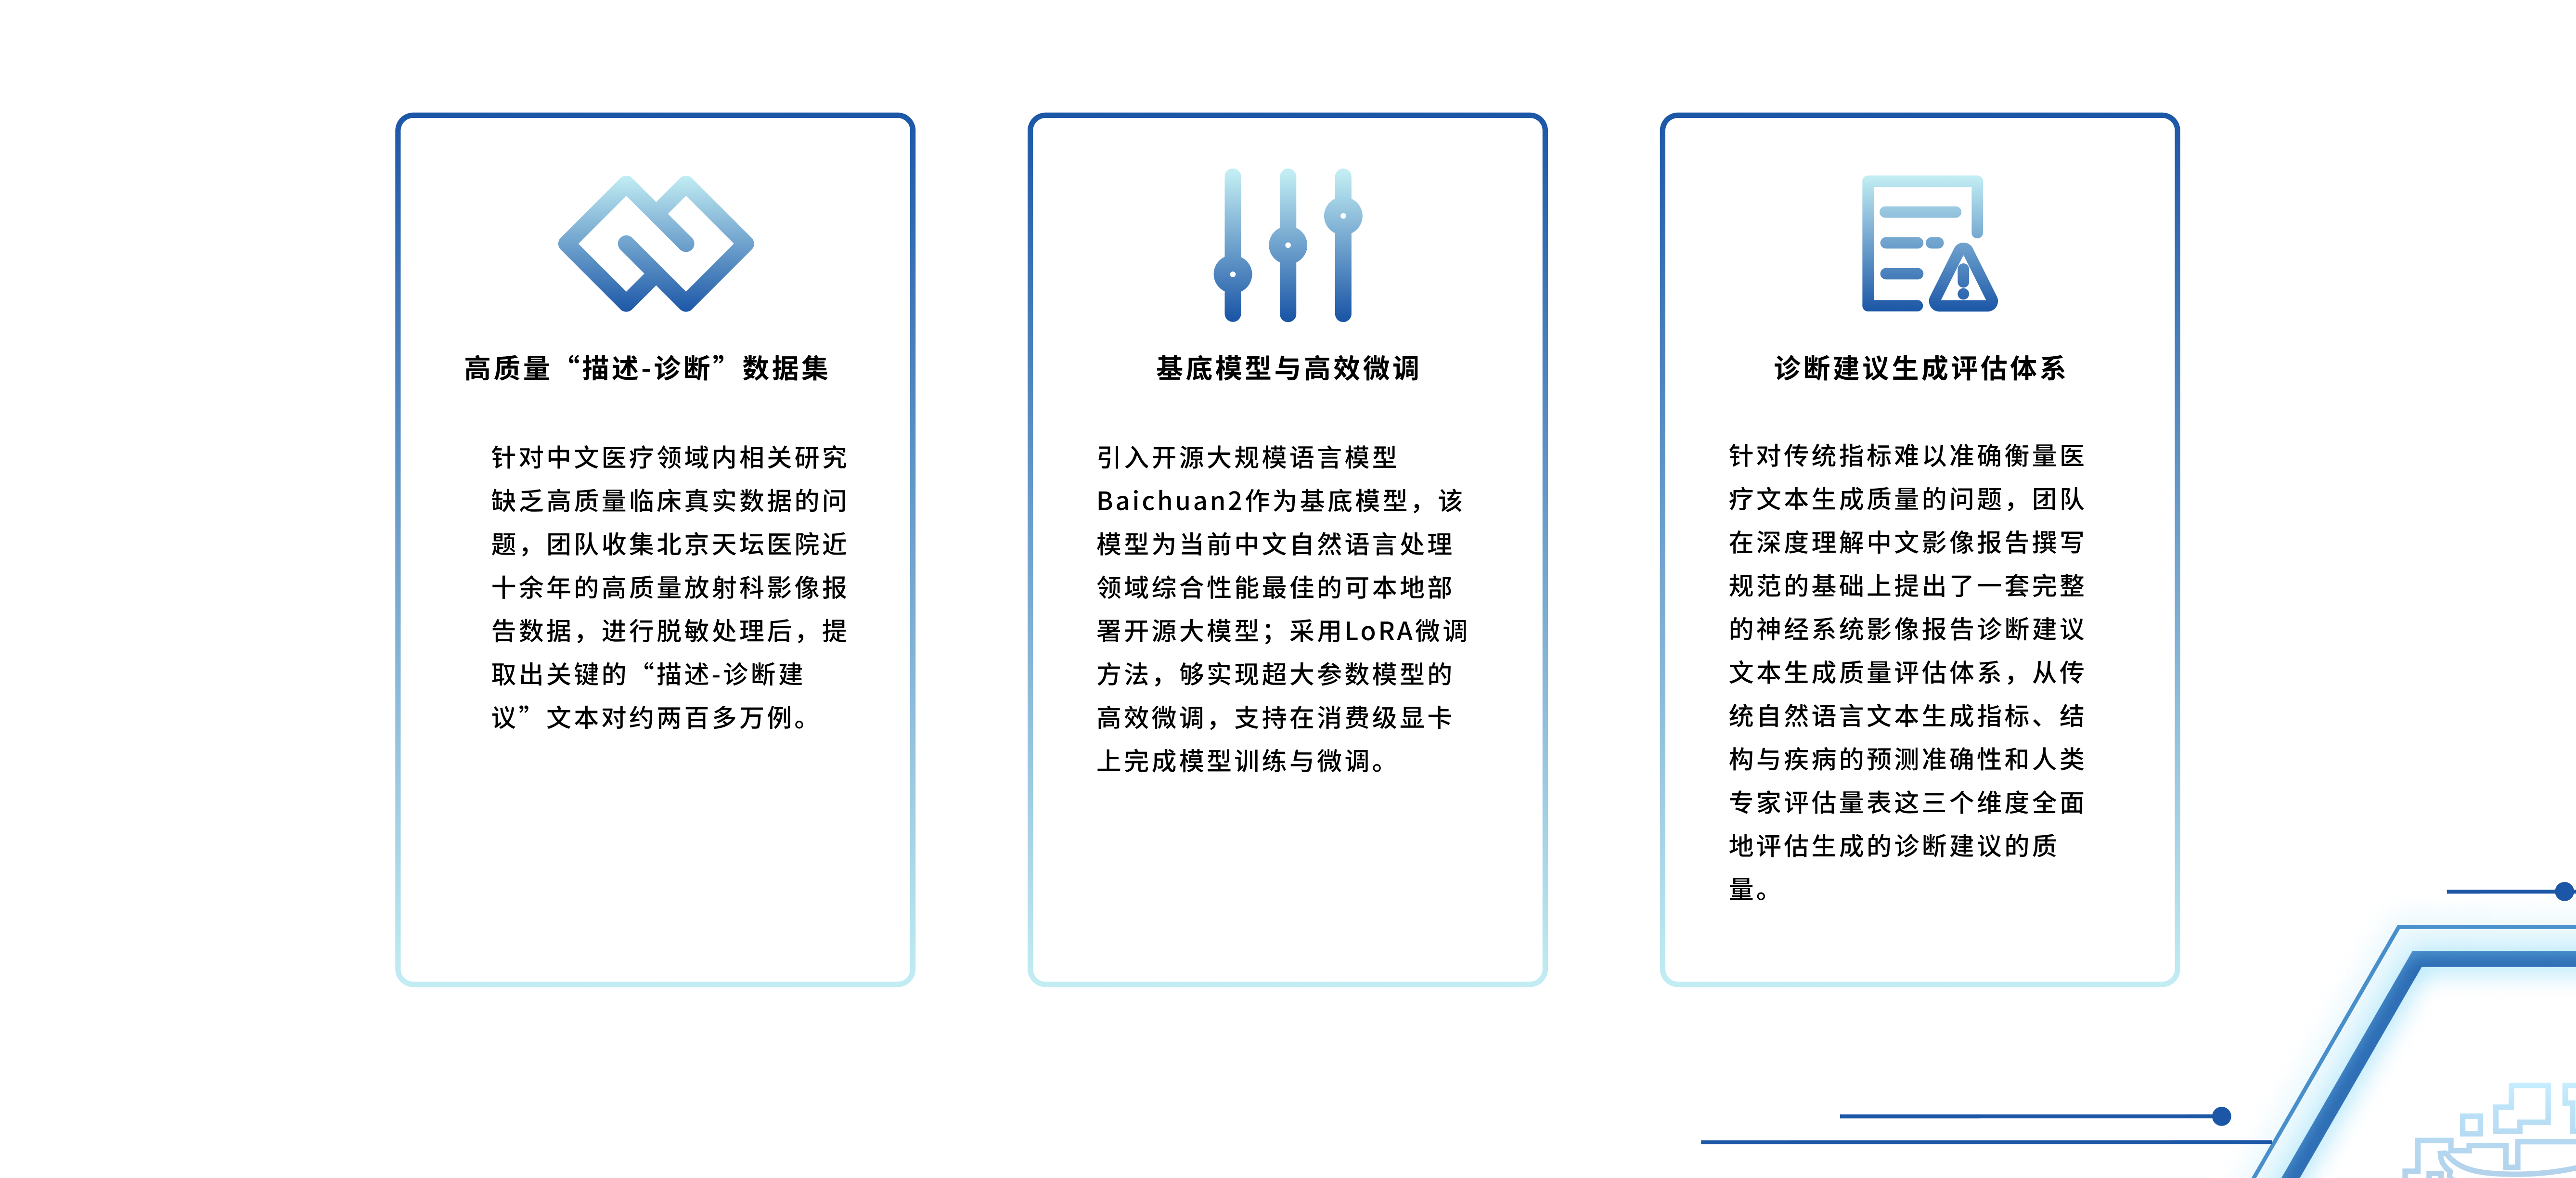 高质量“描述-诊断”数据集
针对中文医疗领域内相关研究
缺乏高质量临床真实数据的问
题，团队收集北京天坛医院近
十余年的高质量放射科影像报
告数据，进行脱敏处理后，提
取出关键的“描述-诊断建
议”文本对约两百多万例。
基底模型与高效微调
引入开源大规模语言模型
Baichuan2作为基底模型，该
模型为当前中文自然语言处理
领域综合性能最佳的可本地部
署开源大模型；采用LoRA微调
方法，够实现超大参数模型的
高效微调，支持在消费级显卡
上完成模型训练与微调。
诊断建议生成评估体系
针对传统指标难以准确衡量医
疗文本生成质量的问题，团队
在深度理解中文影像报告撰写
规范的基础上提出了一套完整
的神经系统影像报告诊断建议
文本生成质量评估体系，从传
统自然语言文本生成指标、结
构与疾病的预测准确性和人类
专家评估量表这三个维度全面
地评估生成的诊断建议的质
量。